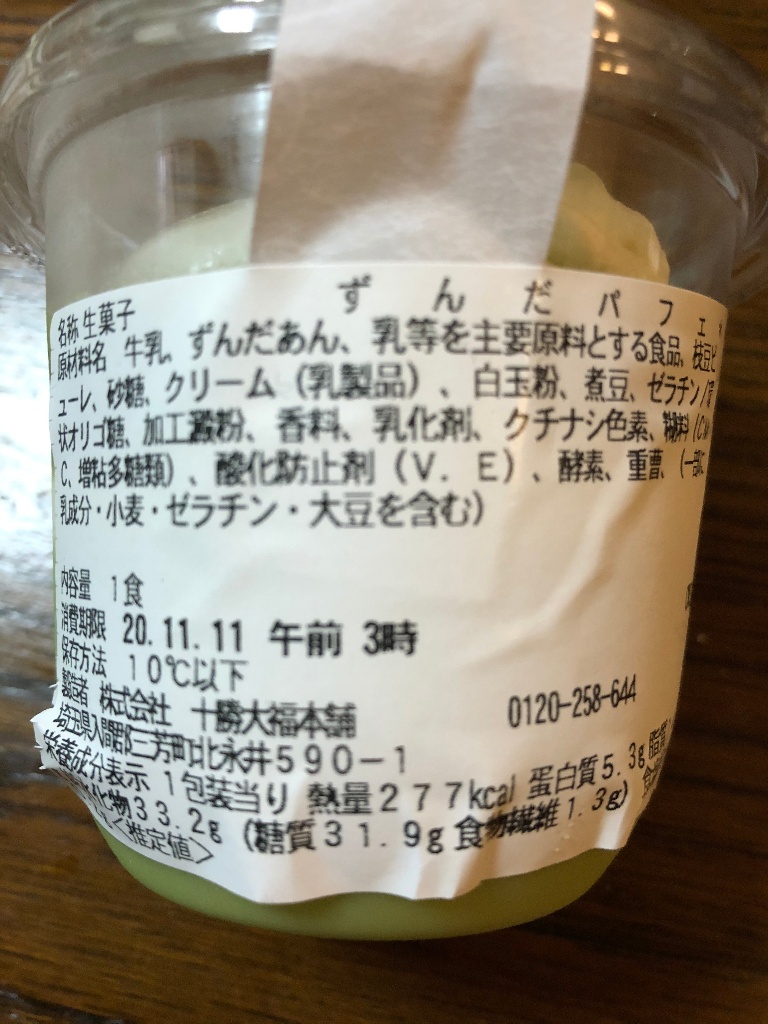 ずんだパフェ
名称 生菓子
原材料名 牛乳、ずんだあん、乳等を主要原料とする食品、枝豆ピ
ューレ、砂糖、クリーム（乳製品）、白玉粉、煮豆、ゼラチン/
状オリゴ糖、加工澱粉、香料、乳化剤、クチナシ色素、糊料（CM
C、増粘多糖類）、酸化防止剤（V．E）、酵素、重曹、（一部に
乳成分・小麦・ゼラチン・大豆を含む）
内容量 1食
消費期限 20.11.11 午前 3時
保存方法 10℃以下
製造者 株式会社 十勝大福本舗
0120-258-644
埼玉県入間郡三芳町北永井590-1
栄養成分表示 1包装当り 熱量277kcal 蛋白質5.3g 脂質
化物33.2g（糖質31.9g 食物繊維1.3g）
<推定値>